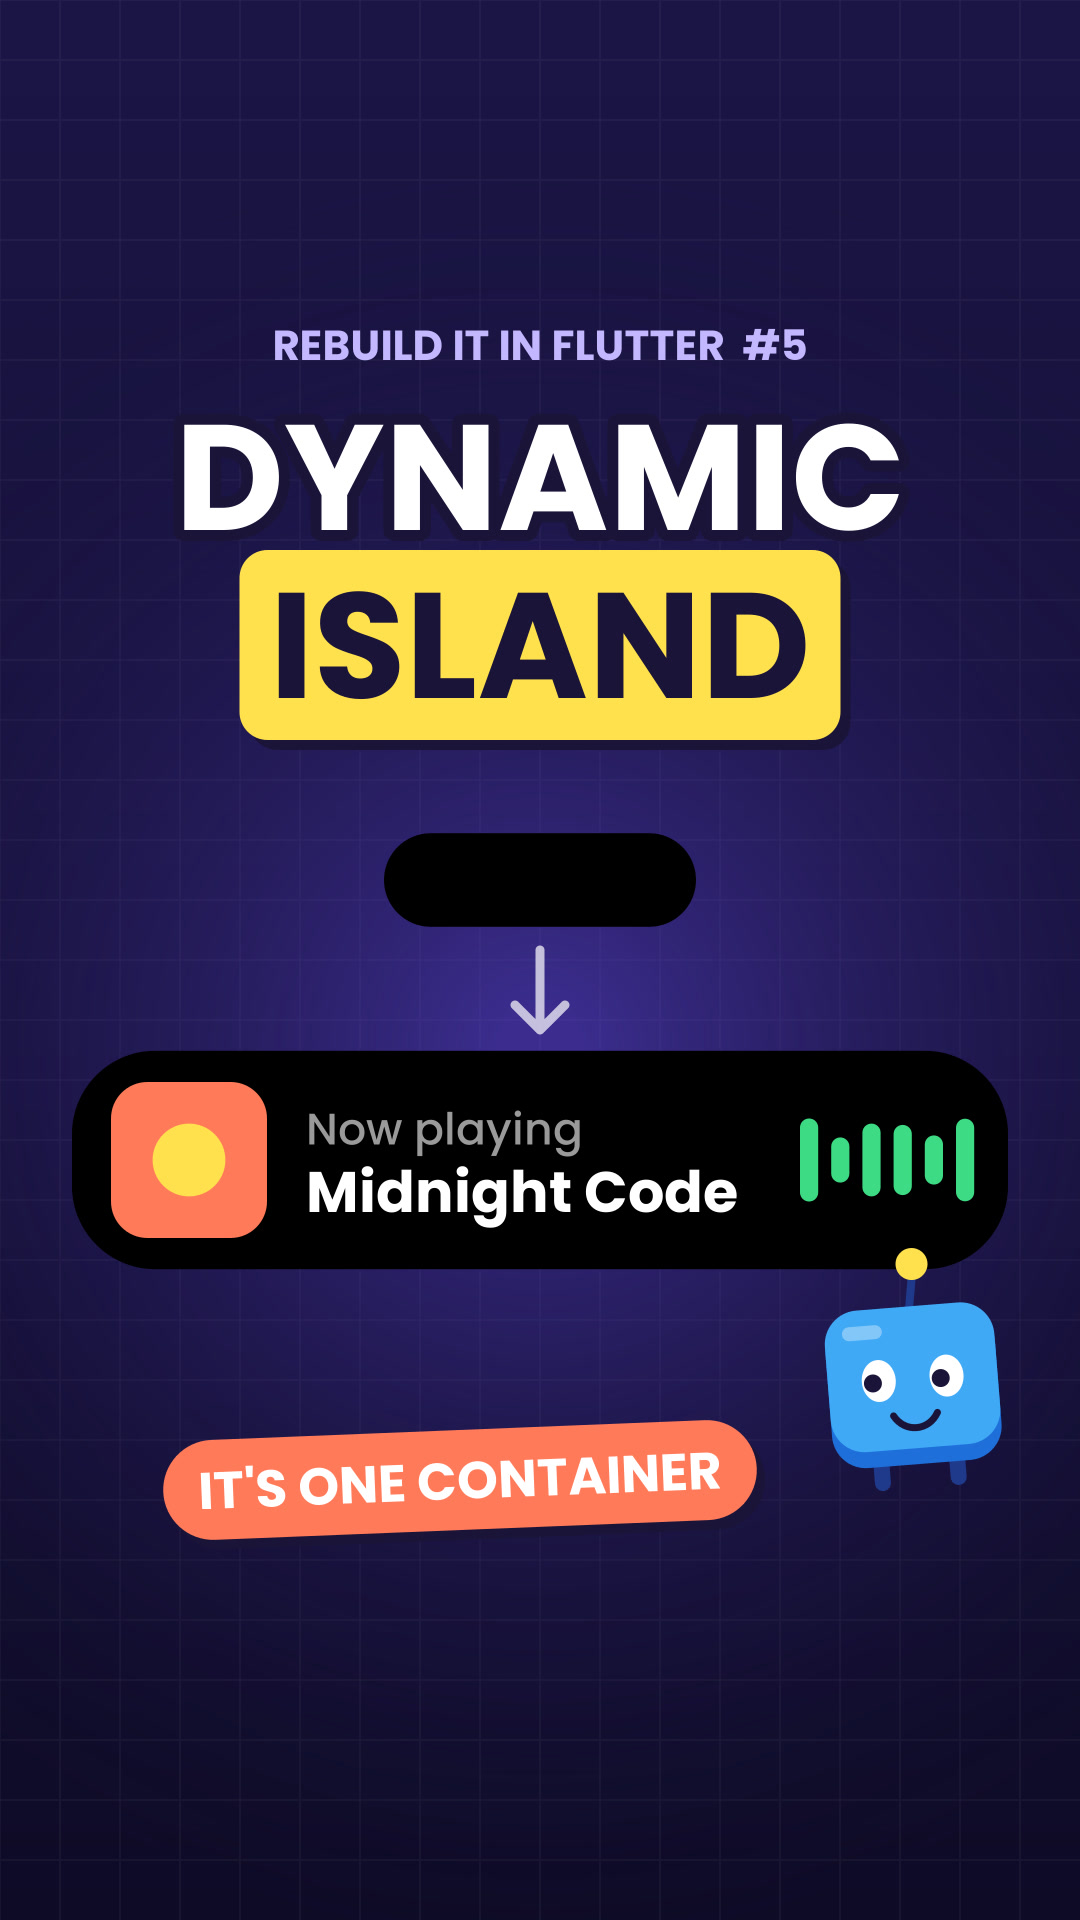 REBUILD IT IN FLUTTER #5
DYNAMIC
ISLAND
Now playing
Midnight Code
IT'S ONE CONTAINER